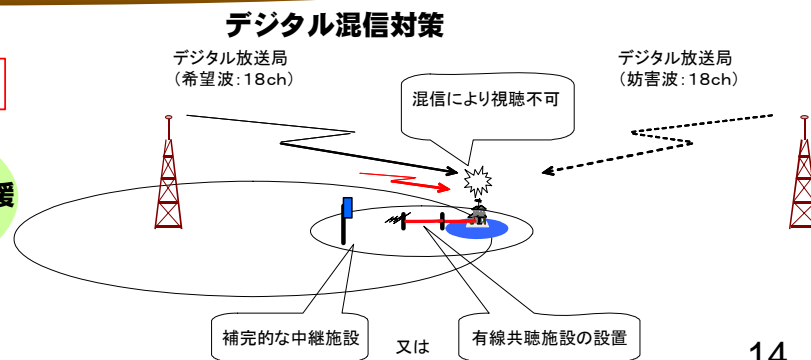 デジタル混信対策
デジタル放送局
（希望波：18ch）
デジタル放送局
（妨害波：18ch）
混信により視聴不可
援
補完的な中継施設
又は
有線共聴施設の設置
14